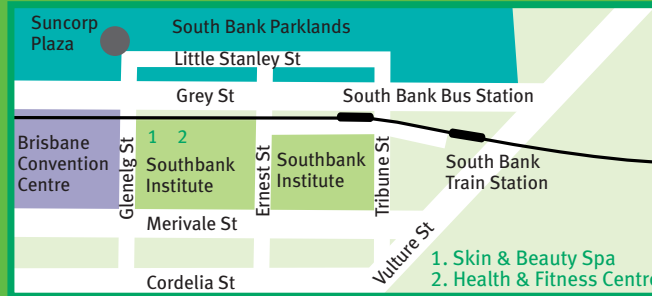 Suncorp
Plaza
South Bank Parklands
Little Stanley St
Grey St
South Bank Bus Station
Brisbane
Convention
Centre
Glenelg St
1 2
Southbank
Institute
Ernest St
Southbank
Institute
Tribune St
South Bank
Train Station
Merivale St
Vulture St
Cordelia St
1. Skin & Beauty Spa
2. Health & Fitness Centre